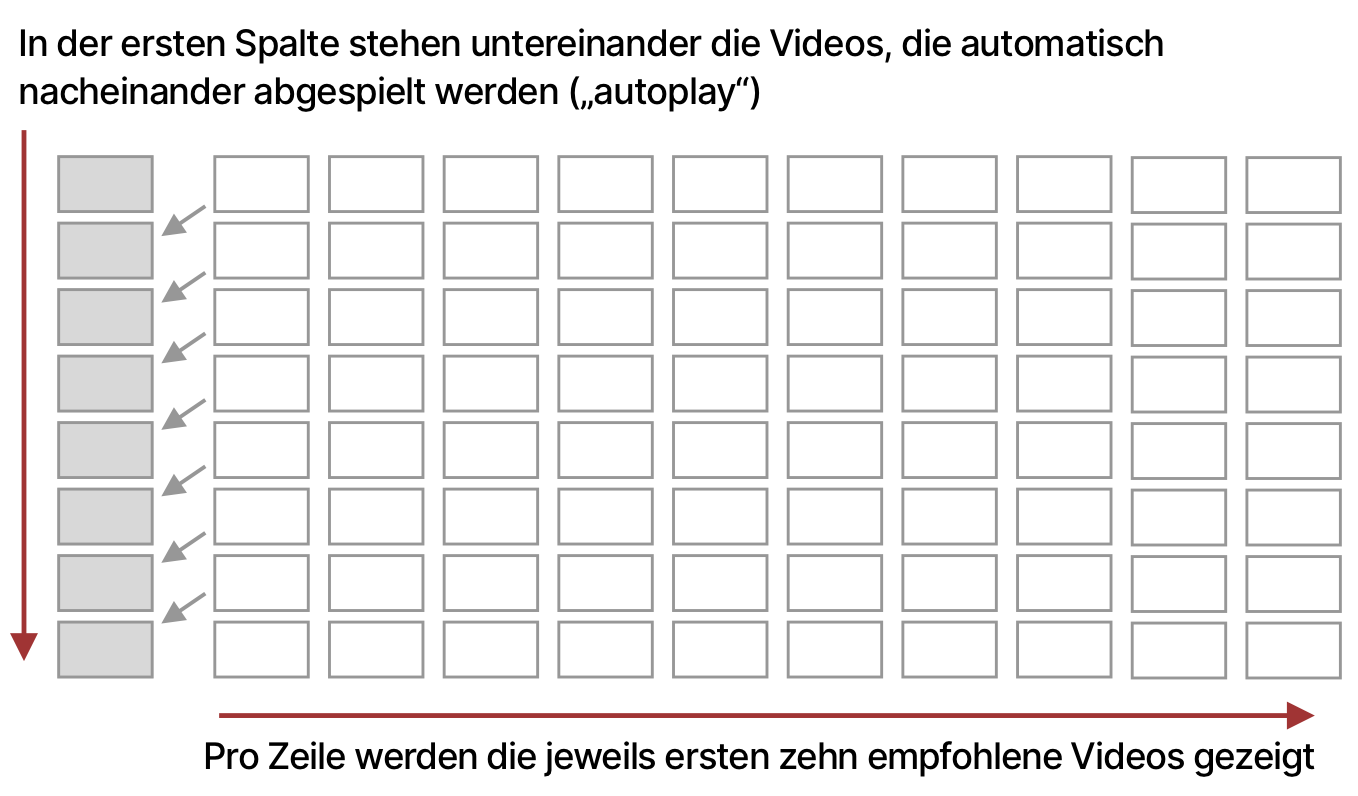 In der ersten Spalte stehen untereinander die Videos, die automatisch
nacheinander abgespielt werden („autoplay“)
Pro Zeile werden die jeweils ersten zehn empfohlene Videos gezeigt